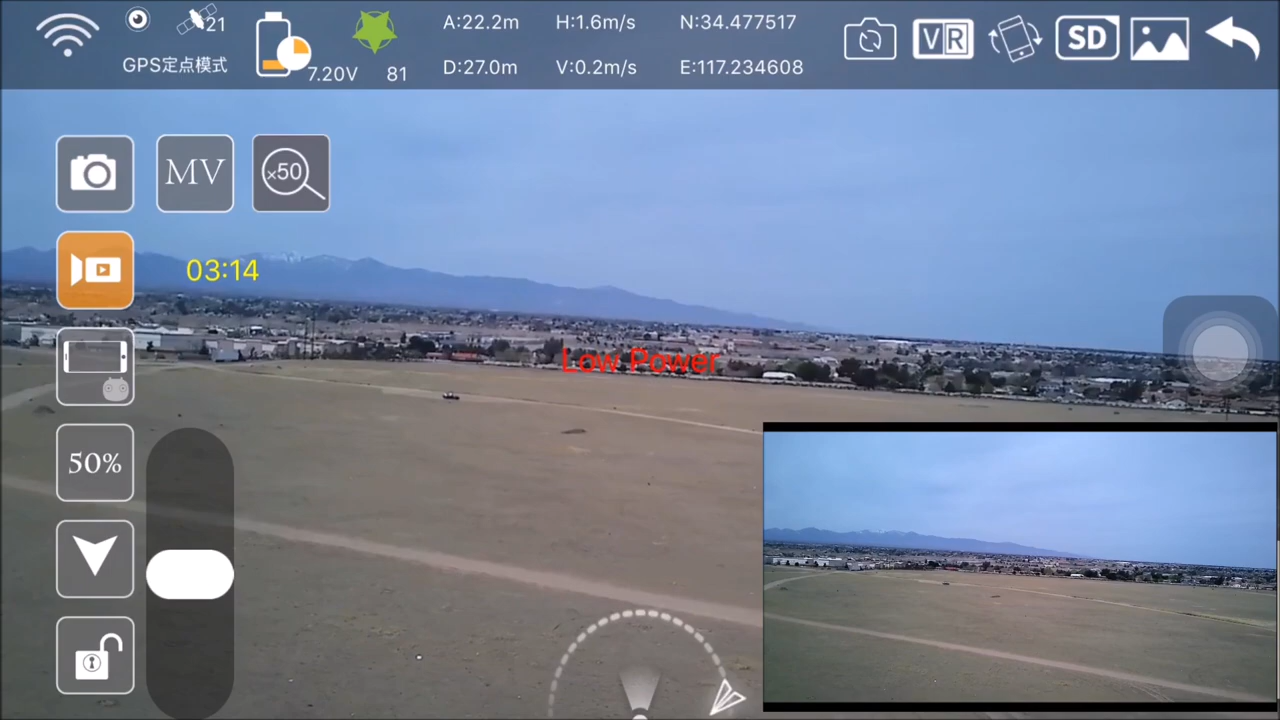 21
GPS定点模式
7.20V
81
A:22.2m
H:1.6m/s
N:34.477517
D:27.0m
V:0.2m/s
E:117.234608
VR
SD
MV
×50
03:14
Low Power
50%